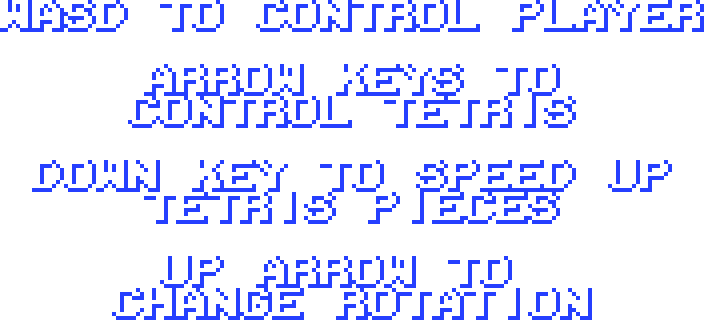 WASD TO CONTROL PLAYER
ARROW KEYS TO
CONTROL TETRIS
DOWN KEY TO SPEED UP
TETRIS PIECES
UP ARROW TO
CHANGE ROTATION